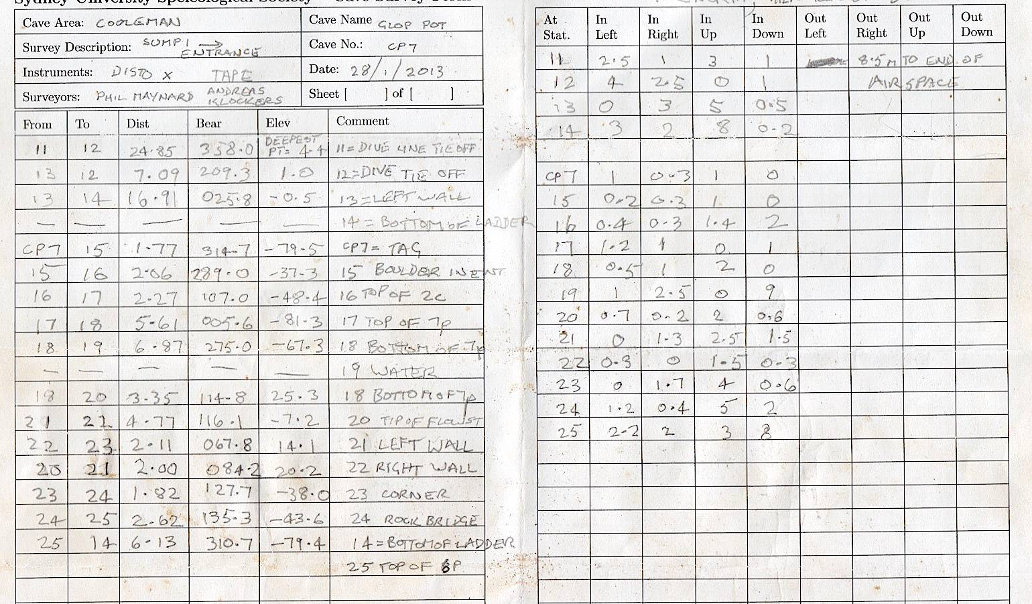 Sydney University Speleological Society
Cave Area: COOLEMAN
Cave Name GLOP POT
Survey Description: SUMP 1 → ENTRANCE
Cave No.: CP7
Instruments: DISTO X TAPE
Date: 28/1/2013
Surveyors: PHIL MAYNARD ANDREAS KLOCKERS
Sheet [ ] of [ ]
From To Dist Bear Elev Comment
11 12 24.85 358.0 DEEPEST PT= 4.4 11=DIVE LINE TIE OFF
13 12 7.09 209.3 1.0 12=DIVE TIE OFF
13 14 16.91 025.8 -0.5 13=LEFT WALL
— — — — — 14=BOTTOM OF LADDER
CP7 15 1.77 314.7 -79.5 CP7= TAG
15 16 2.06 289.0 -37.3 15 BOULDER IN ENT
16 17 2.27 107.0 -48.4 16 TOP OF 2c
17 18 5.61 005.6 -81.3 17 TOP OF 7p
18 19 6.87 275.0 -67.3 18 BOTTOM OF 7p
— — — — — 19 WATER
18 20 3.35 114.8 25.3 18 BOTTOM OF 7p
21 22 4.77 116.1 -7.2 20 TIP OF FLOWST
22 23 2.11 067.8 14.1 21 LEFT WALL
20 21 2.00 084.2 20.2 22 RIGHT WALL
23 24 1.82 127.7 -38.0 23 CORNER
24 25 2.62 135.3 -43.6 24 ROCK BRIDGE
25 14 6.13 310.7 -79.4 14=BOTTOM OF LADDER
25 TOP OF 6P
At Stat. In Left In Right In Up In Down Out Left Out Right Out Up Out Down
11 2.5 1 3 1 8.5m TO END OF
12 4 2.5 0 1 AIR SPACE
13 0 3 5 0.5
14 3 2 8 0.2
CP7 1 0.3 1 0
15 0.2 0.3 1 0
16 0.4 0.3 1.4 2
17 1.2 1 0 1
18 0.5 1 2 0
19 1 2.5 0 9
20 0.7 0.2 2 0.6
21 0 1.3 2.5 1.5
22 0.3 0 1.5 0.3
23 0 1.7 4 0.6
24 1.2 0.4 5 2
25 2.2 2 3 8